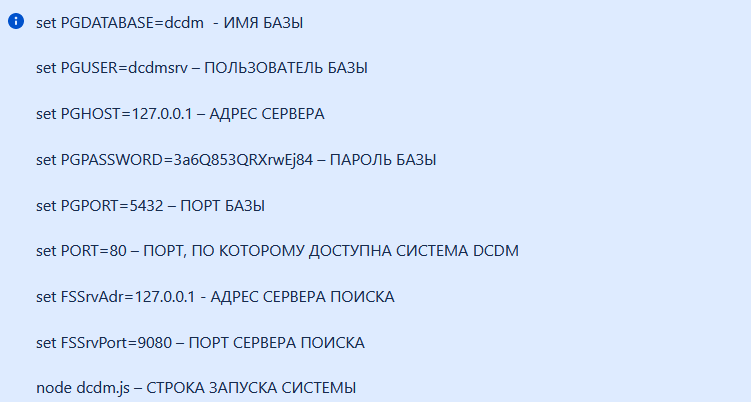 set PGDATABASE=dcdm  - ИМЯ БАЗЫ
set PGUSER=dcdmsrv – ПОЛЬЗОВАТЕЛЬ БАЗЫ
set PGHOST=127.0.0.1 – АДРЕС СЕРВЕРА
set PGPASSWORD=3a6Q853QRXrwEj84 – ПАРОЛЬ БАЗЫ
set PGPORT=5432 – ПОРТ БАЗЫ
set PORT=80 – ПОРТ, ПО КОТОРОМУ ДОСТУПНА СИСТЕМА DCDM
set FSSrvAdr=127.0.0.1 - АДРЕС СЕРВЕРА ПОИСКА
set FSSrvPort=9080 – ПОРТ СЕРВЕРА ПОИСКА
node dcdm.js – СТРОКА ЗАПУСКА СИСТЕМЫ